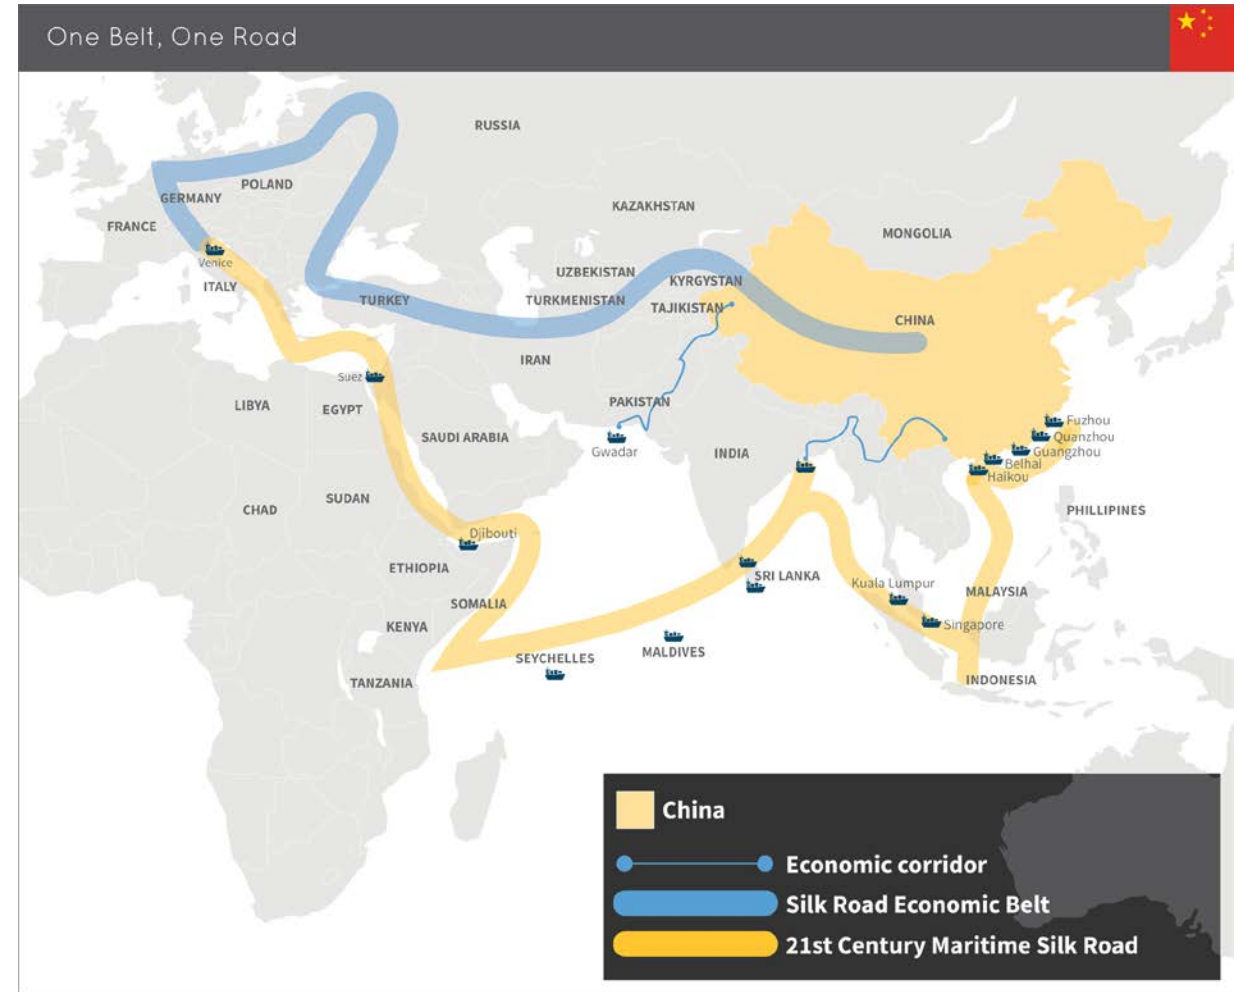 One Belt, One Road
RUSSIA
POLAND
GERMANY
KAZAKHSTAN
FRANCE
MONGOLIA
Venice
UZBEKISTAN
KYRGYSTAN
ITALY
TURKEY
TURKMENISTAN
TAJIKISTAN
CHINA
IRAN
Suez
LIBYA
EGYPT
PAKISTAN
Fuzhou
SAUDI ARABIA
Quanzhou
Gwadar
INDIA
Guangzhou
Belhai
Haikou
SUDAN
CHAD
PHILLIPINES
Djibouti
ETHIOPIA
SRI LANKA
Kuala Lumpur
MALAYSIA
SOMALIA
KENYA
Singapore
SEYCHELLES
MALDIVES
TANZANIA
INDONESIA
China
Economic corridor
Silk Road Economic Belt
21st Century Maritime Silk Road